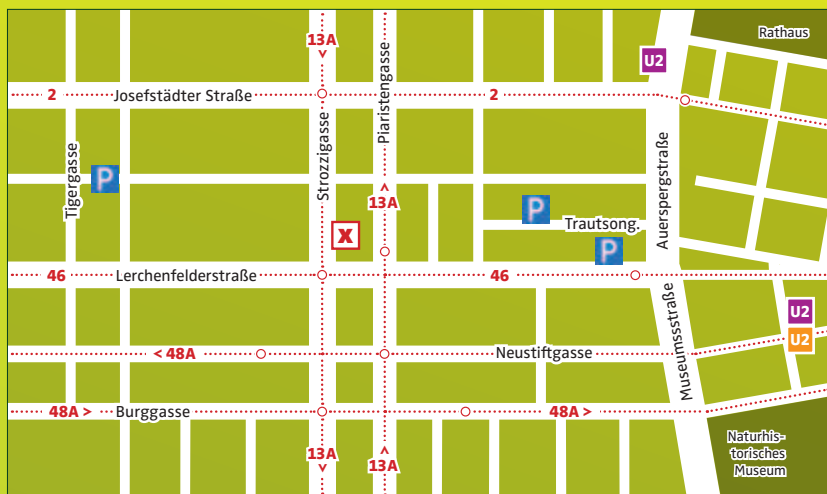 Rathaus
13A
U2
2
Josefstädter Straße
2
Piaristengasse
Strozzigasse
Tigergasse
P
Auerspergstraße
13A
P
Trautsong.
X
P
46
Lerchenfelderstraße
46
Museumsstraße
U2
U2
< 48A
Neustiftgasse
48A >
Burggasse
48A >
13A
13A
Naturhis-
torisches
Museum